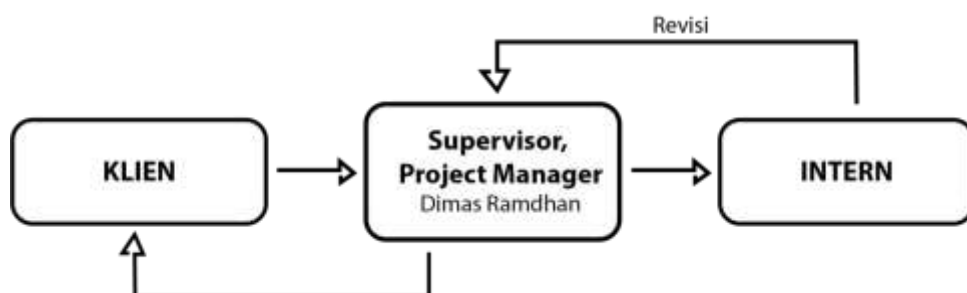 Revisi
KLIEN
Supervisor,
Project Manager
Dimas Ramdhan
INTERN